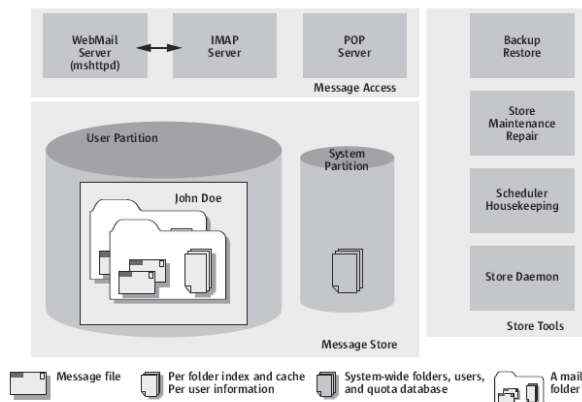 WebMail
Server
(mshttpd)
IMAP
Server
POP
Server
Message Access
User Partition
John Doe
System
Partition
Message Store
Backup
Restore
Store
Maintenance
Repair
Scheduler
Housekeeping
Store Daemon
Store Tools
Message file
Per folder index and cache
Per user information
System-wide folders, users,
and quota database
A mail
folder